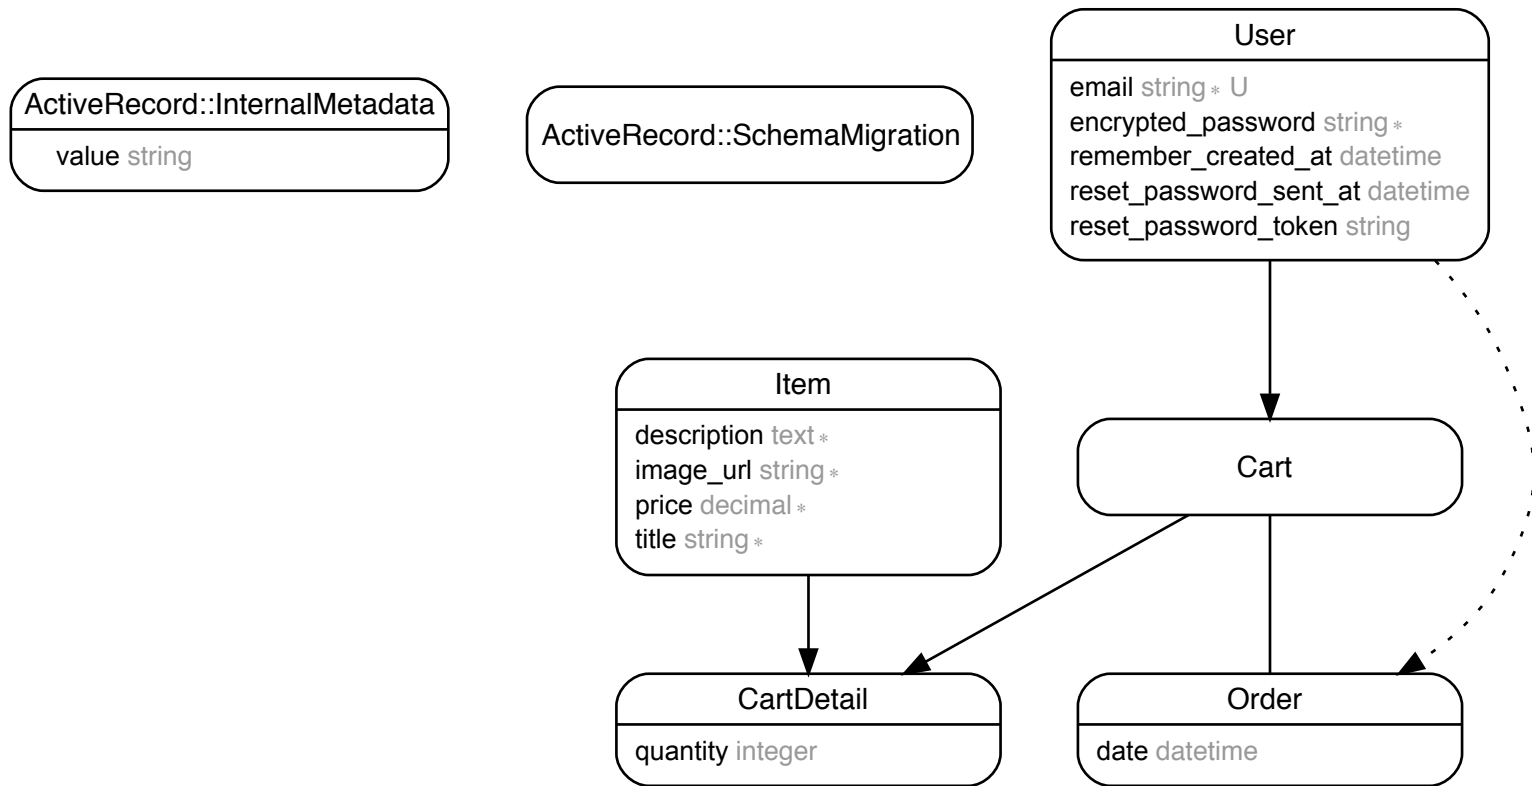 ActiveRecord::InternalMetadata
value string
ActiveRecord::SchemaMigration
User
email string* U
encrypted_password string*
remember_created_at datetime
reset_password_sent_at datetime
reset_password_token string
Item
description text*
image_url string*
price decimal*
title string*
Cart
CartDetail
quantity integer
Order
date datetime